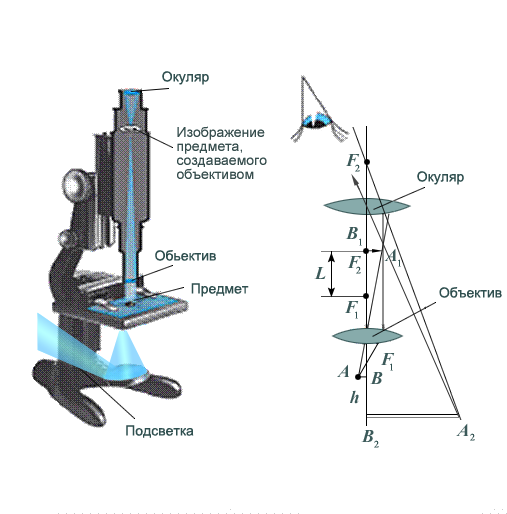 Окуляр
Изображение
предмета,
создаваемого
объективом
Обьектив
Предмет
Подсветка
F2
Окуляр
B1
A1
F2
L
F1
Объектив
F1
A
B
h
B2
A2